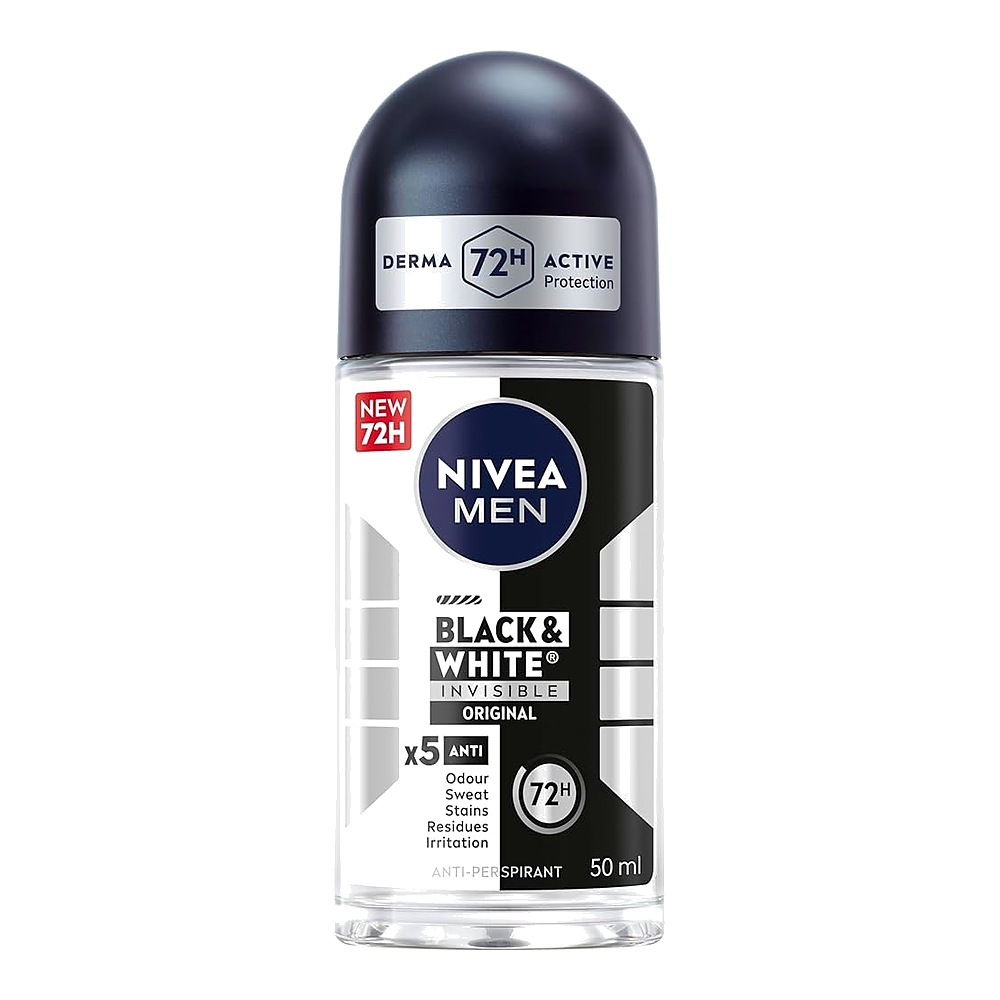 DERMA 72H ACTIVE
Protection
NEW
72H
NIVEA
MEN
BLACK&
WHITE®
INVISIBLE
ORIGINAL
x5 ANTI
Odour
Sweat
Stains
Residues
Irritation
72H
ANTI-PERSPIRANT
50 ml